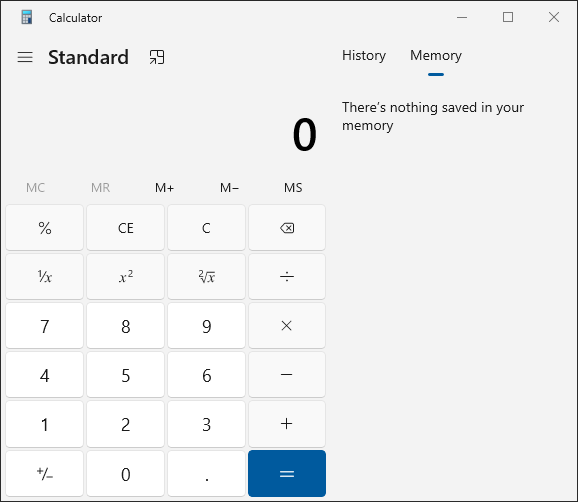 Calculator
Standard
History Memory
There's nothing saved in your
memory
0
MC MR M+ M− MS
% CE C
¹/x x² ²√x ÷
7 8 9 ×
4 5 6 −
1 2 3 +
+/− 0 . =